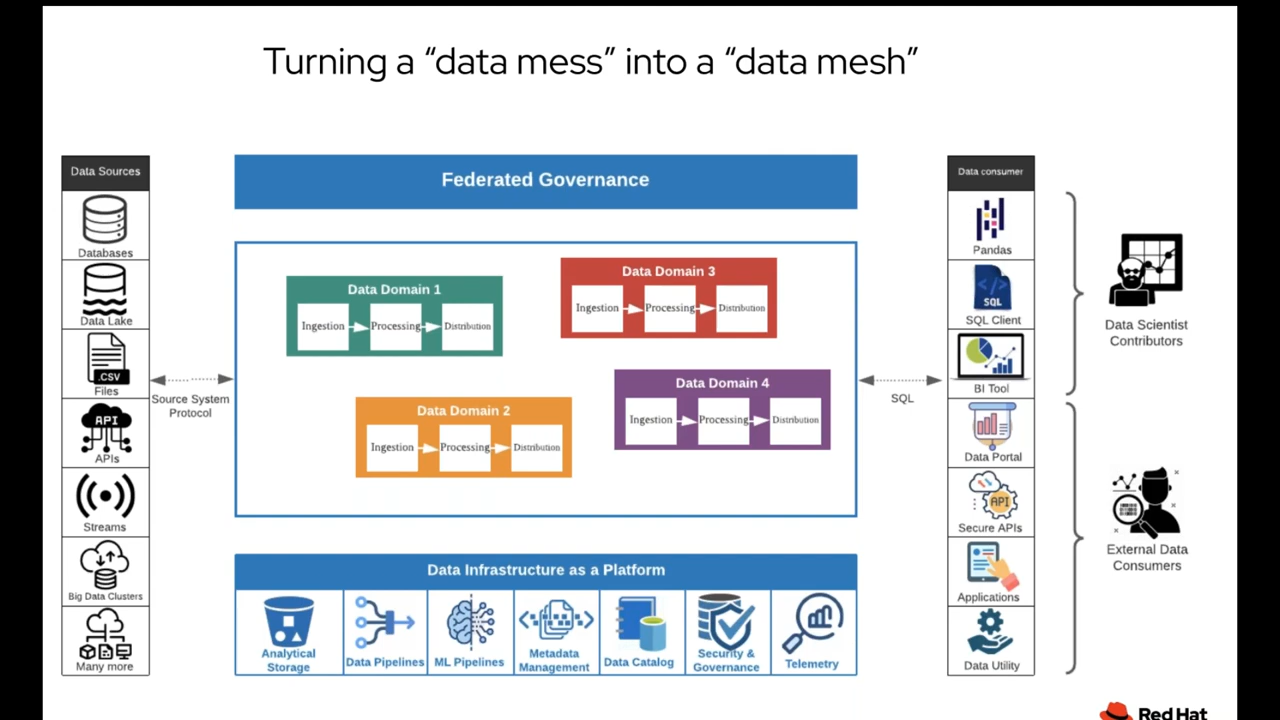 Turning a “data mess” into a “data mesh”
Data Sources
Databases
Data Lake
.CSV
Files
API
APIs
Streams
Big Data Clusters
Many more
Source System
Protocol
Federated Governance
Data Domain 1
Ingestion
Processing
Distribution
Data Domain 3
Ingestion
Processing
Distribution
Data Domain 2
Ingestion
Processing
Distribution
Data Domain 4
Ingestion
Processing
Distribution
Data Infrastructure as a Platform
Analytical
Storage
Data Pipelines
ML Pipelines
Metadata
Management
Data Catalog
Security &
Governance
Telemetry
SQL
Data consumer
Pandas
SQL
SQL Client
BI Tool
Data Portal
API
Secure APIs
Applications
Data Utility
Data Scientist
Contributors
External Data
Consumers
Red Hat